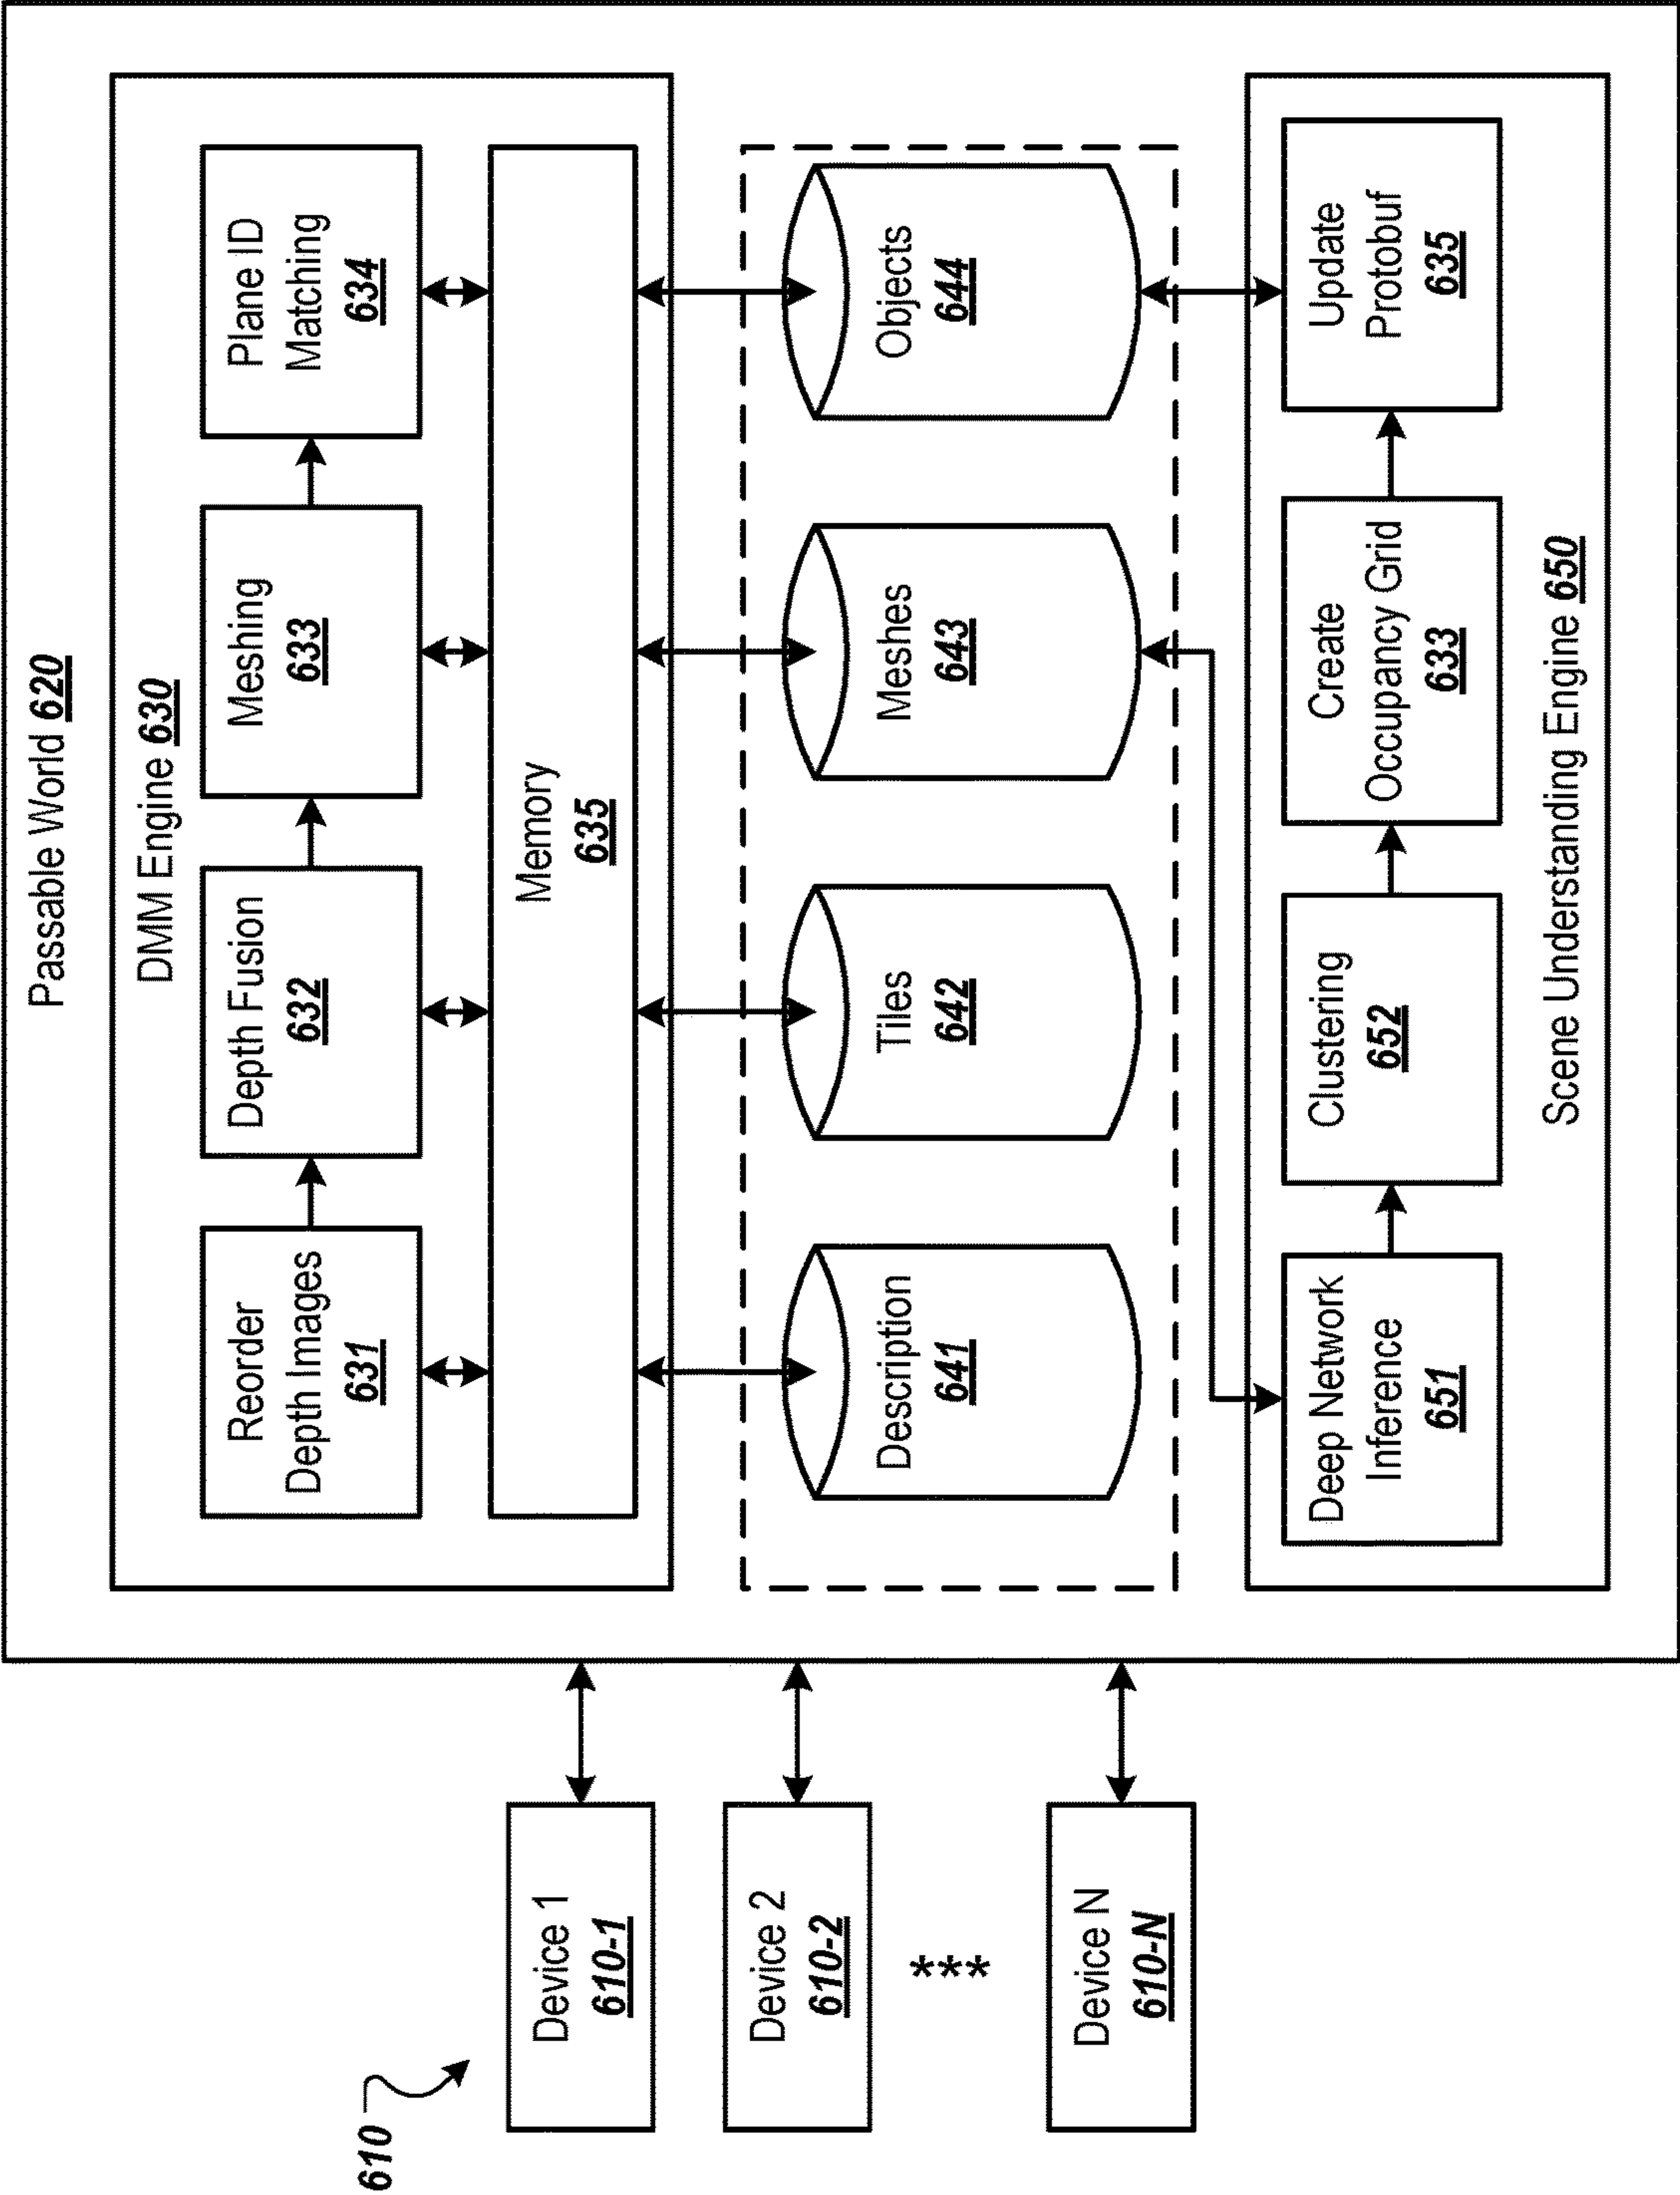 Passable World 620
DMM Engine 630
Reorder
Depth Images
631
Depth Fusion
632
Meshing
633
Plane ID
Matching
634
Memory
635
610
Device 1
610-1
Device 2
610-2
***
Device N
610-N
Description
641
Tiles
642
Meshes
643
Objects
644
Deep Network
Inference
651
Clustering
652
Create
Occupancy Grid
633
Update
Protobuf
635
Scene Understanding Engine 650